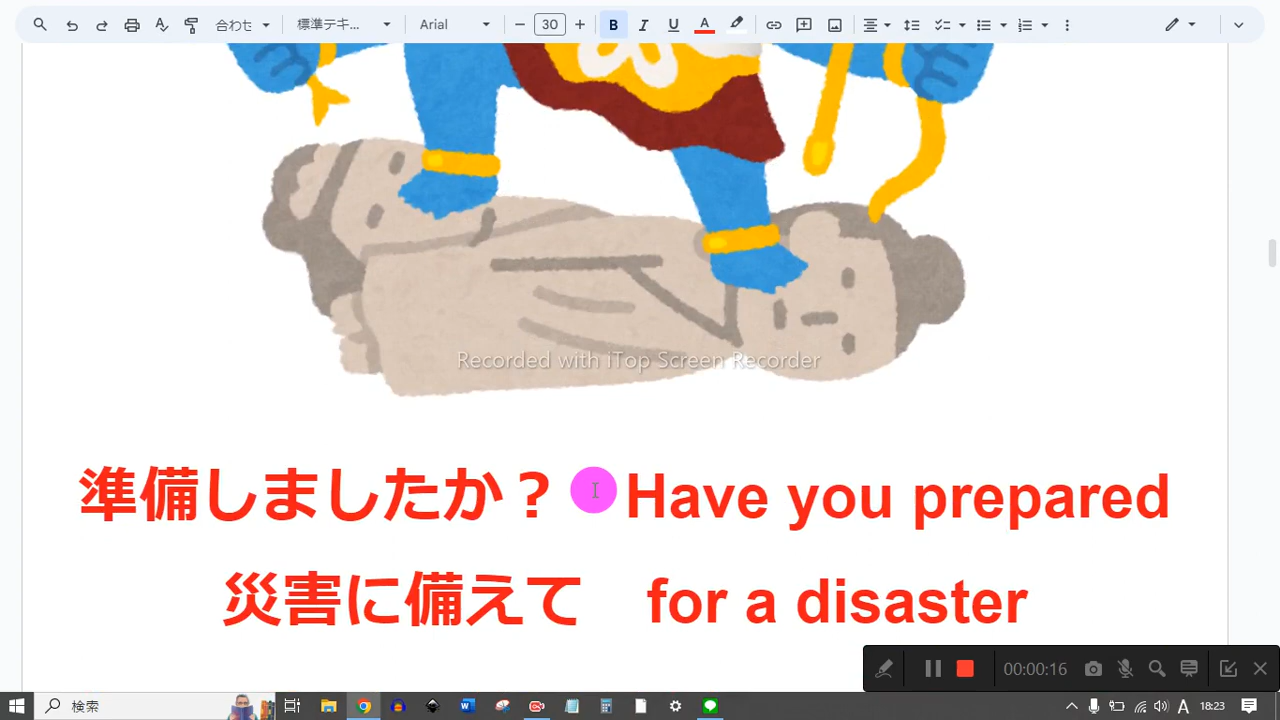 合わせ
標準テキ...
Arial
30
Recorded with iTop Screen Recorder
準備しましたか？ Have you prepared
災害に備えて　for a disaster
00:00:16
検索
A 18:23